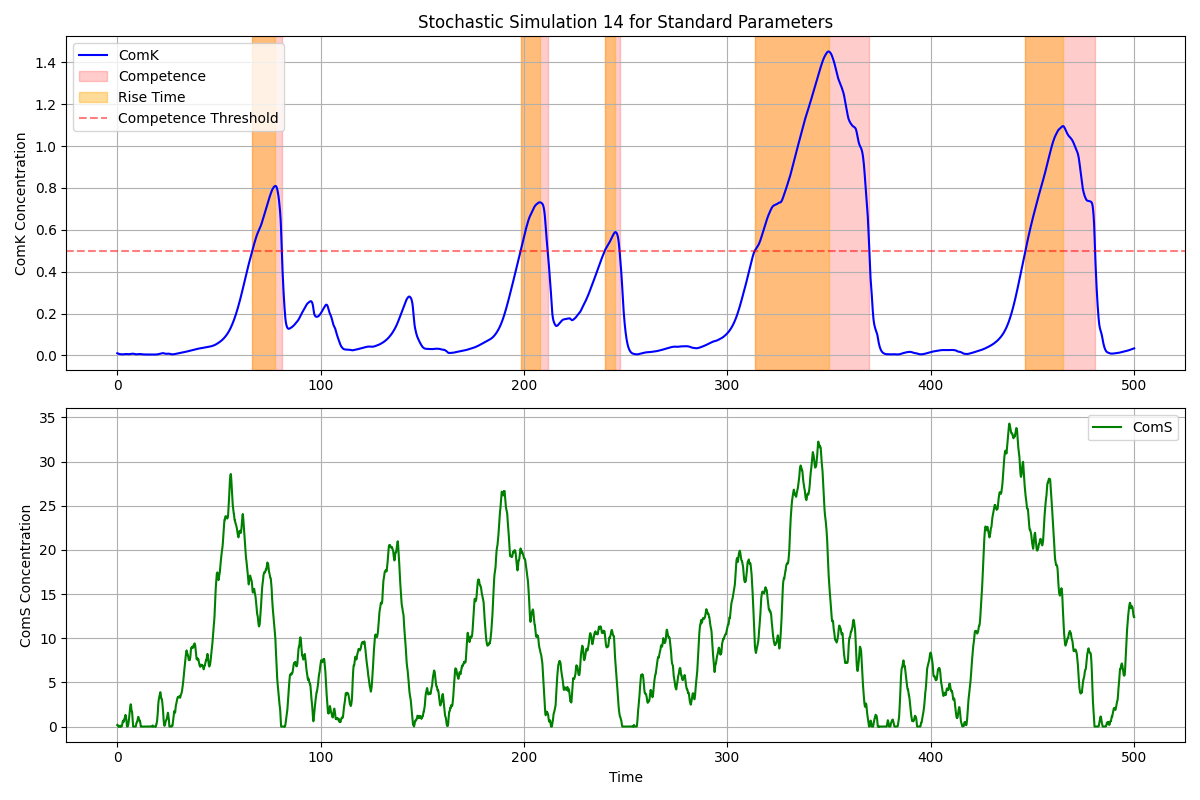 Stochastic Simulation 14 for Standard Parameters
ComK Concentration
1.4
1.2
1.0
0.8
0.6
0.4
0.2
0.0
ComK
Competence
Rise Time
Competence Threshold
0 100 200 300 400 500
ComS Concentration
35
30
25
20
15
10
5
0
ComS
0 100 200 300 400 500
Time